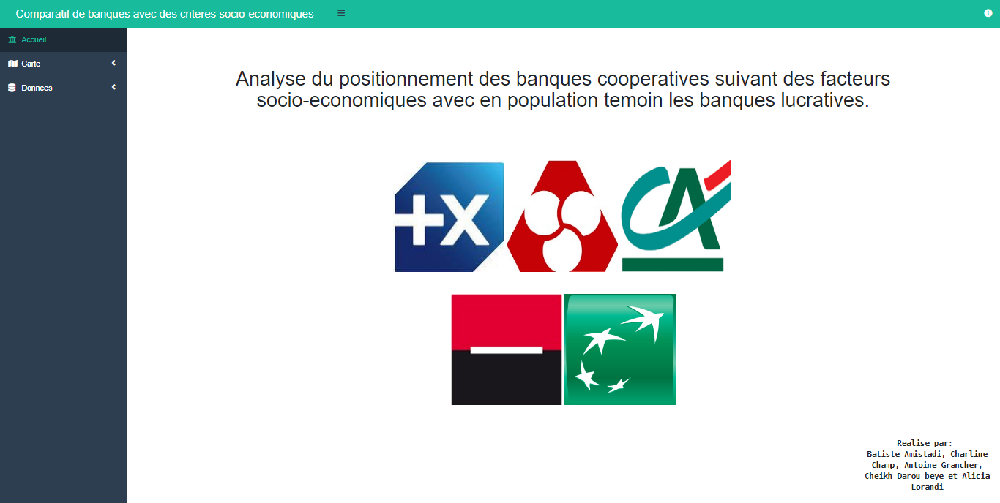 Comparatif de banques avec des criteres socio-economiques
Accueil
Carte
Donnees
Analyse du positionnement des banques cooperatives suivant des facteurs
socio-economiques avec en population temoin les banques lucratives.
+X
CA
Realise par:
Batiste Amistadi, Charline
Champ, Antoine Grancher,
Cheikh Darou beye et Alicia
Lorandi